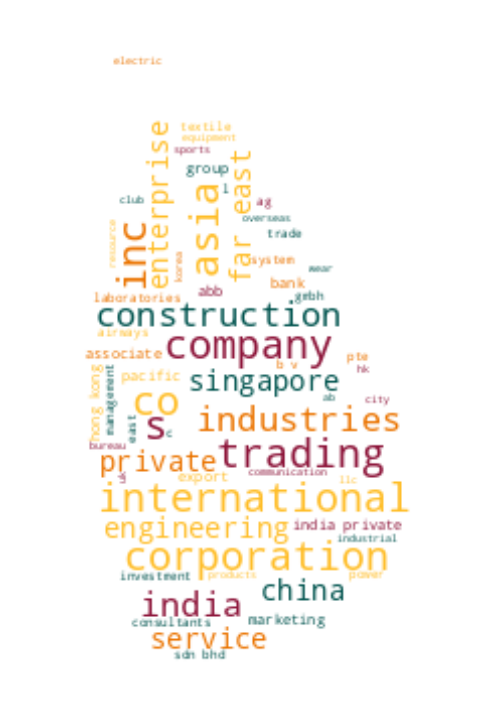 electric
textile
equipment
enterprise
sports
group
far east
asia
l
club
ag
overseas
resource
inc
trade
korea
system
wear
bank
abb
laboratories
gmbh
construction
airways
company
associate
pte
b v
hk
hong kong
management
pacific
singapore
co
ab
city
s
industries
east
c
bureau
trading
private
communication
uk
export
llc
international
engineering
india private
industrial
corporation
investment
products
power
china
india
consultants
marketing
service
sdn bhd